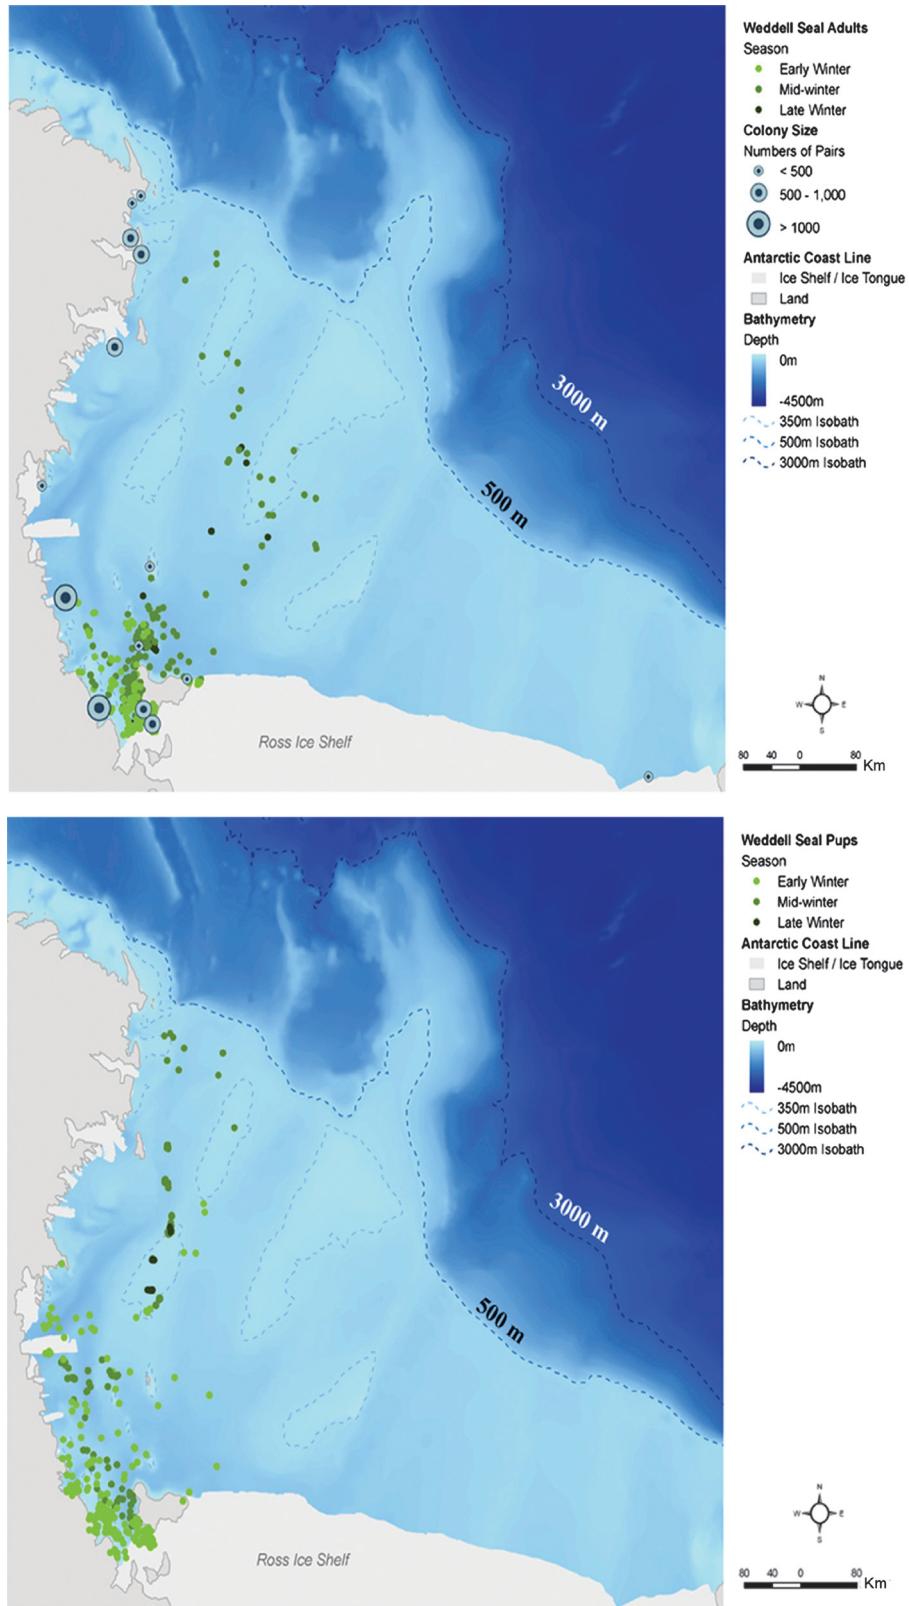 Weddell Seal Adults
Season
Early Winter
Mid-winter
Late Winter
Colony Size
Numbers of Pairs
< 500
500 - 1,000
> 1000
Antarctic Coast Line
Ice Shelf / Ice Tongue
Land
Bathymetry
Depth
0m
-4500m
350m Isobath
500m Isobath
3000m Isobath
3000 m
500 m
Ross Ice Shelf
N
W E
S
80 40 0 80 Km
Weddell Seal Pups
Season
Early Winter
Mid-winter
Late Winter
Antarctic Coast Line
Ice Shelf / Ice Tongue
Land
Bathymetry
Depth
0m
-4500m
350m Isobath
500m Isobath
3000m Isobath
3000 m
500 m
Ross Ice Shelf
N
W E
S
80 40 0 80 Km